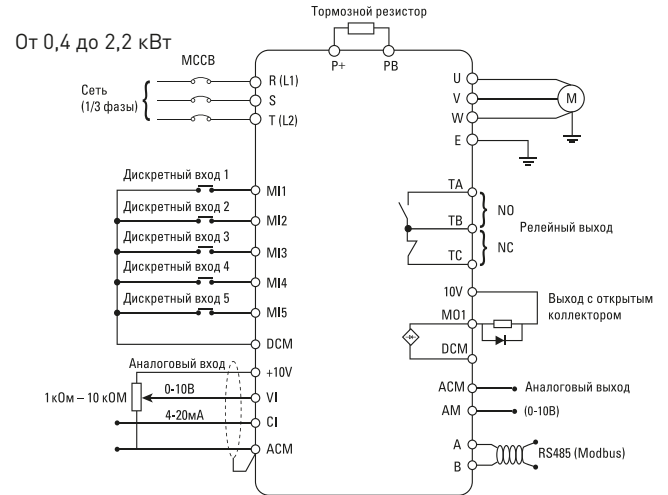 Тормозной резистор
От 0,4 до 2,2 кВт
P+
PB
МССВ
Сеть
(1/3 фазы)
R (L1)
S
T (L2)
U
V
W
E
M
Дискретный вход 1
MI1
Дискретный вход 2
MI2
Дискретный вход 3
MI3
Дискретный вход 4
MI4
Дискретный вход 5
MI5
DCM
TA
TB
TC
NO
NC
Релейный выход
10V
MO1
DCM
Выход с открытым
коллектором
Аналоговый вход
+10V
1 кОм – 10 кОМ
0-10В
VI
4-20мА
CI
ACM
ACM
Аналоговый выход
AM
(0-10В)
A
B
RS485 (Modbus)